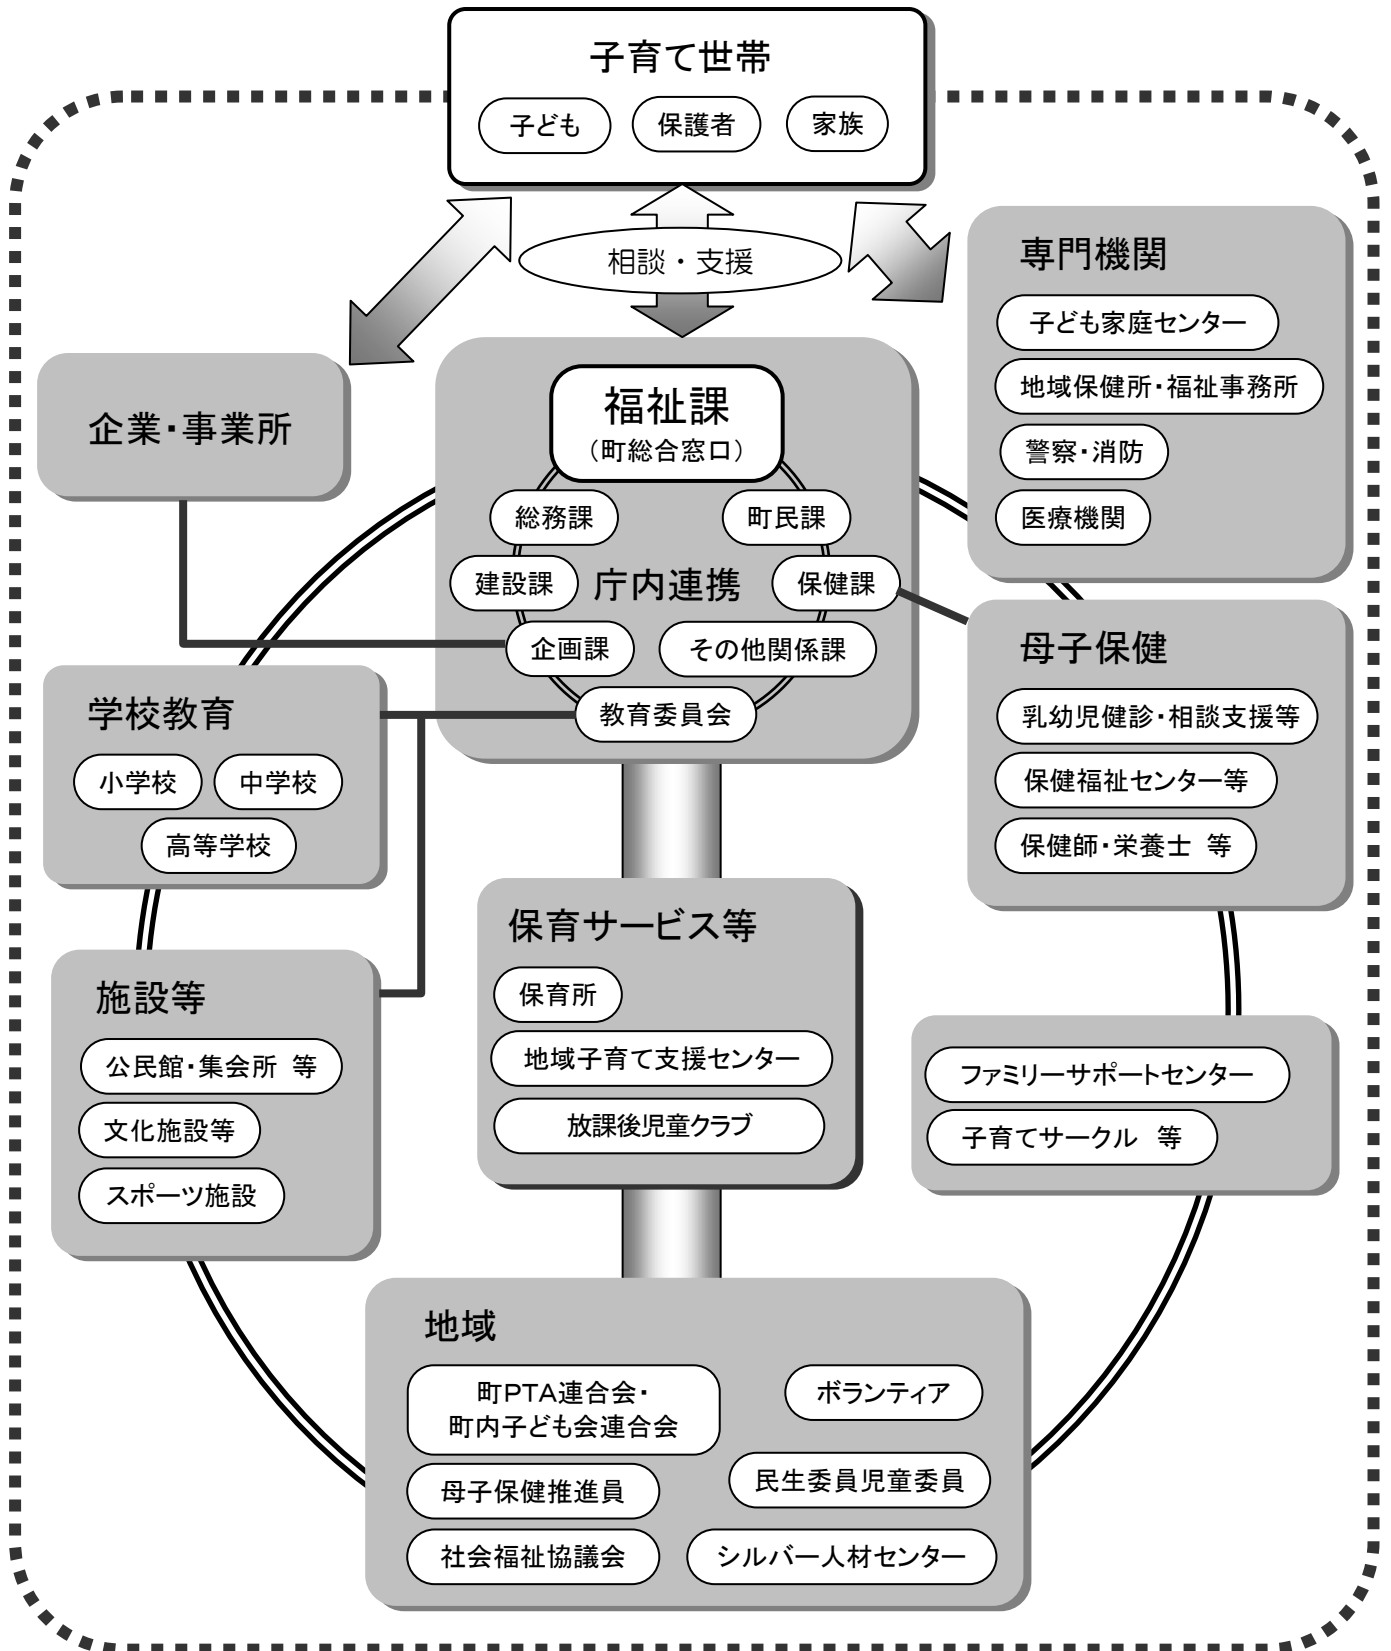 子育て世帯
子ども
保護者
家族
相談・支援
専門機関
子ども家庭センター
地域保健所・福祉事務所
警察・消防
医療機関
企業・事業所
福祉課
（町総合窓口）
総務課
町民課
建設課
庁内連携
保健課
企画課
その他関係課
教育委員会
母子保健
乳幼児健診・相談支援等
保健福祉センター等
保健師・栄養士 等
学校教育
小学校
中学校
高等学校
保育サービス等
保育所
地域子育て支援センター
放課後児童クラブ
施設等
公民館・集会所 等
文化施設等
スポーツ施設
ファミリーサポートセンター
子育てサークル 等
地域
町PTA連合会・
町内子ども会連合会
ボランティア
母子保健推進員
民生委員児童委員
社会福祉協議会
シルバー人材センター